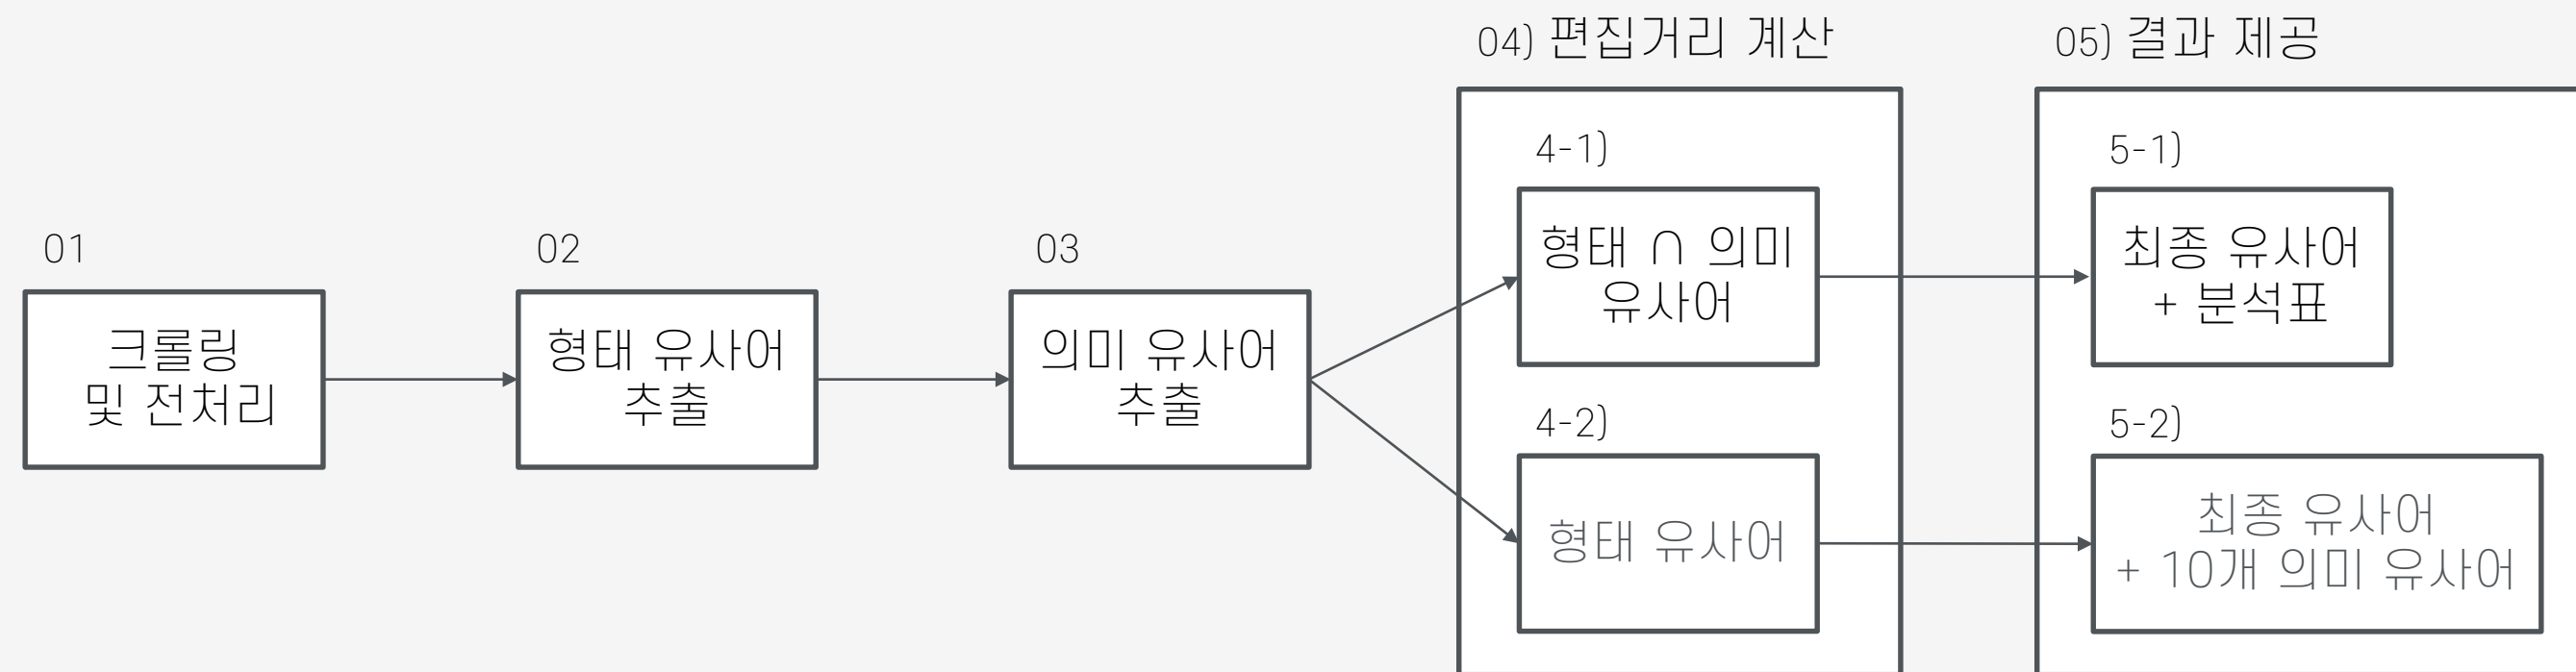 01
크롤링
및 전처리
02
형태 유사어
추출
03
의미 유사어
추출
04) 편집거리 계산
4-1)
형태 ∩ 의미
유사어
4-2)
형태 유사어
05) 결과 제공
5-1)
최종 유사어
+ 분석표
5-2)
최종 유사어
+ 10개 의미 유사어